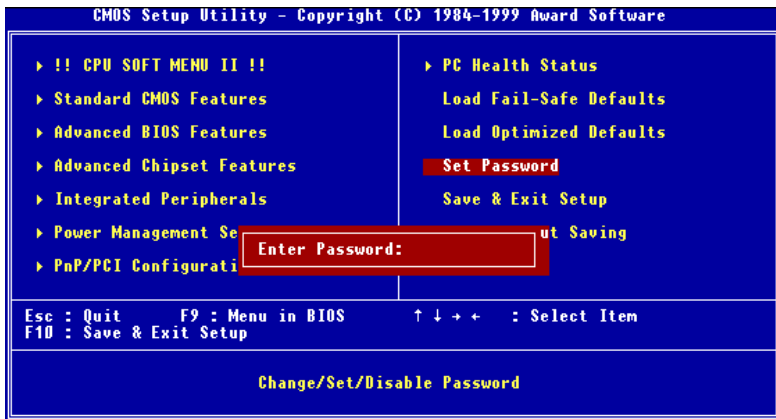 CMOS Setup Utility - Copyright (C) 1984-1999 Award Software
!! CPU SOFT MENU II !!
Standard CMOS Features
Advanced BIOS Features
Advanced Chipset Features
Integrated Peripherals
Power Management Se
PnP/PCI Configurati
PC Health Status
Load Fail-Safe Defaults
Load Optimized Defaults
Set Password
Save & Exit Setup
ut Saving
Enter Password:
Esc : Quit F9 : Menu in BIOS ↑ ↓ → ← : Select Item
F10 : Save & Exit Setup
Change/Set/Disable Password